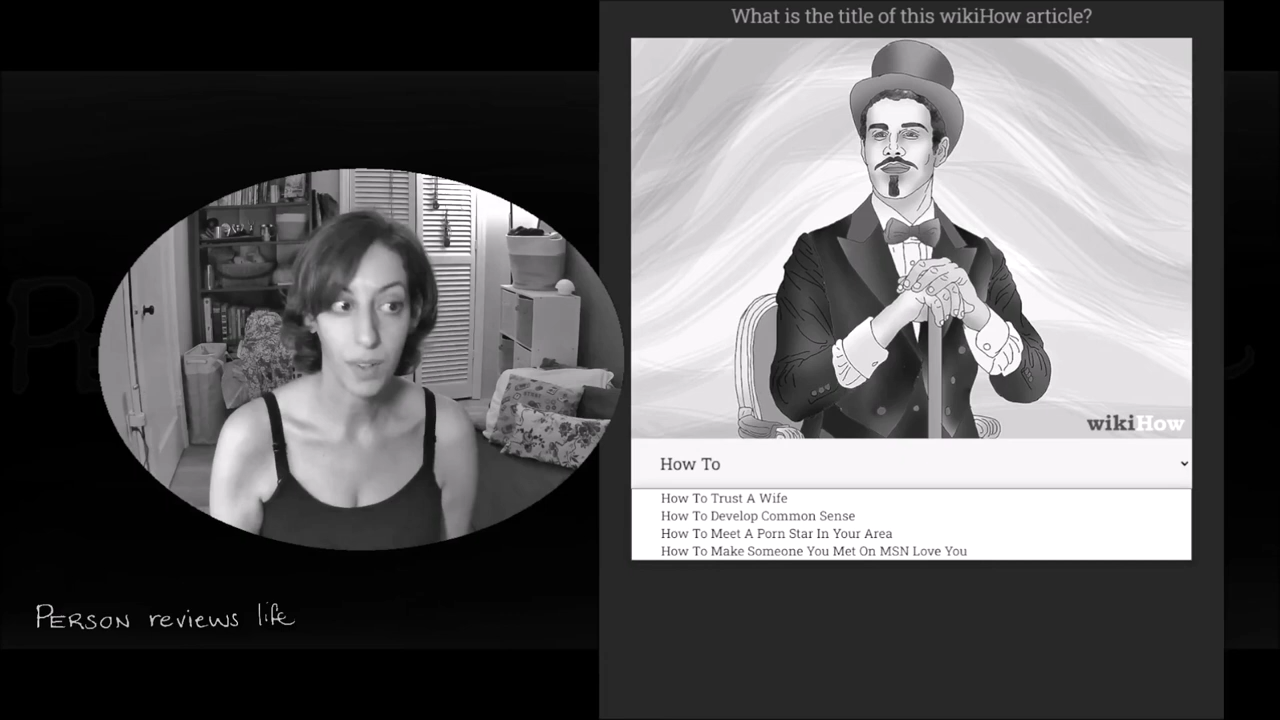 What is the title of this wikiHow article?
wikiHow
How To
How To Trust A Wife
How To Develop Common Sense
How To Meet A Porn Star In Your Area
How To Make Someone You Met On MSN Love You
PERSON reviews life